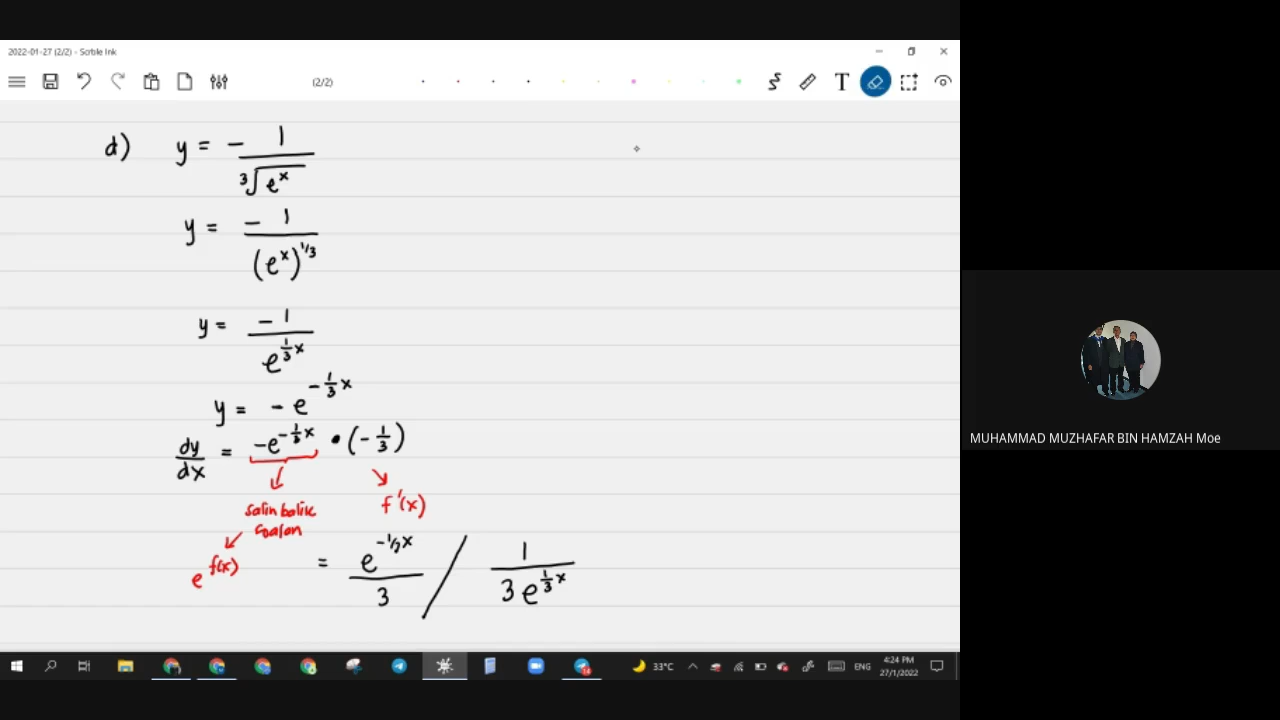 2022-01-27 (2/2) - Scrble Ink
(2/2)
T
d) y = - 1 / ∛(e^x)
y = - 1 / (e^x)^{1/3}
y = - 1 / e^{1/3 x}
y = - e^{-1/3 x}
dy/dx = -e^{-1/3 x} • (-1/3)
f'(x)
salin balik
soalan
e^{f(x)}
= e^{-1/3 x} / 3 / 1 / 3e^{1/3 x}
MUHAMMAD MUZHAFAR BIN HAMZAH Moe
33°C ENG 4:24 PM
27/1/2022